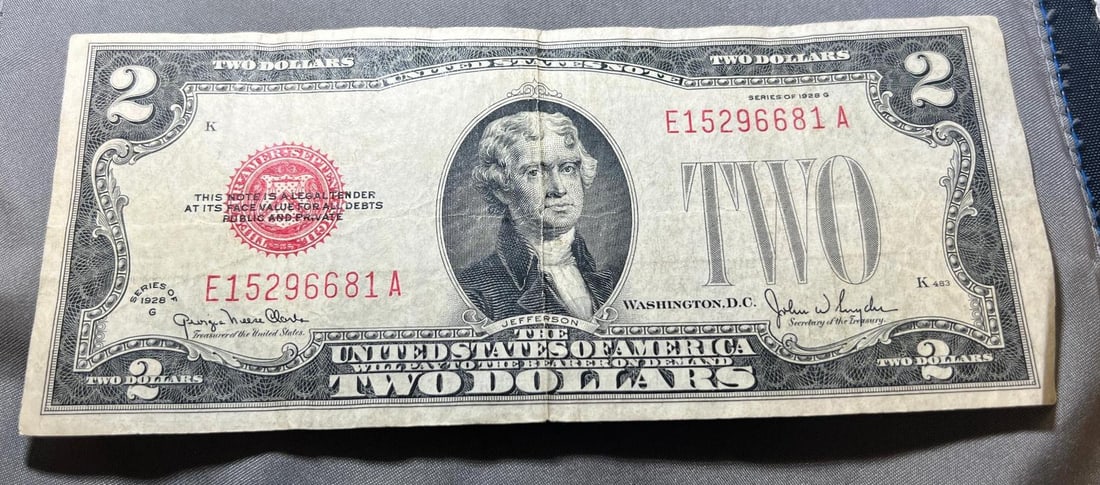 2 TWO DOLLARS UNITED STATES NOTE TWO DOLLARS 2
SERIES OF 1928 G
E15296681 A
K
THIS NOTE IS A LEGAL TENDER
AT ITS FACE VALUE FOR ALL DEBTS
PUBLIC AND PRIVATE
TWO
E15296681 A
SERIES OF
1928
G
Treasurer of the United States.
JEFFERSON
WASHINGTON, D.C.
K 483
John W Snyder
Secretary of the Treasury.
THE
UNITED STATES OF AMERICA
WILL PAY TO THE BEARER ON DEMAND
TWO DOLLARS
TWO DOLLARS
2
TWO DOLLARS
2